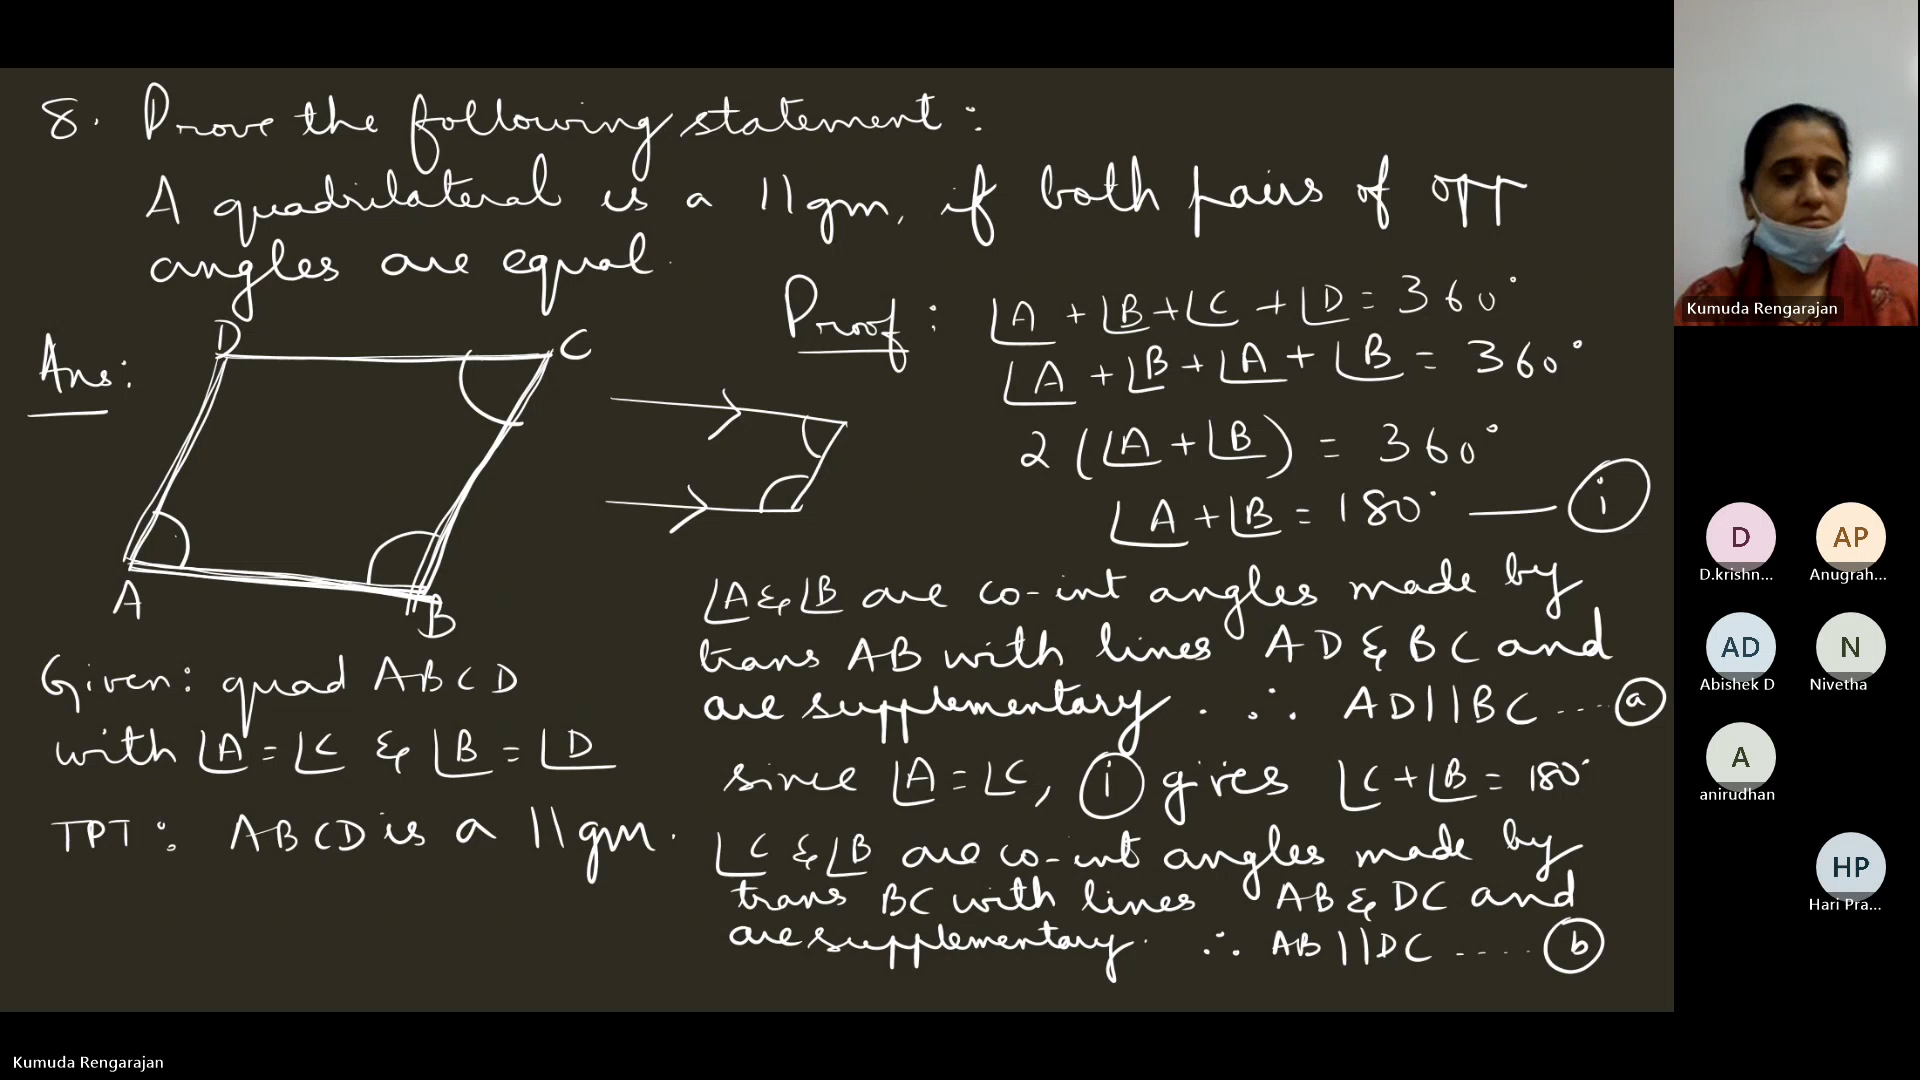 8. Prove the following statement :
A quadrilateral is a ||gm, if both pairs of opp
angles are equal.
Ans:
D
C
A
B
Given: quad ABCD
with ∠A = ∠C & ∠B = ∠D
TPT : ABCD is a ||gm.
Proof : ∠A + ∠B + ∠C + ∠D = 360°
∠A + ∠B + ∠A + ∠B = 360°
2 (∠A + ∠B) = 360°
∠A + ∠B = 180° — (i)
∠A & ∠B are co-int angles made by
trans AB with lines AD & BC and
are supplementary. ∴ AD || BC ... (a)
since ∠A = ∠C, (i) gives ∠C + ∠B = 180°
∠C & ∠B are co-int angles made by
trans BC with lines AB & DC and
are supplementary. ∴ AB || DC .... (b)
Kumuda Rengarajan
D
D.krishn...
AP
Anugrah...
AD
Abishek D
N
Nivetha
A
anirudhan
HP
Hari Pra...
Kumuda Rengarajan